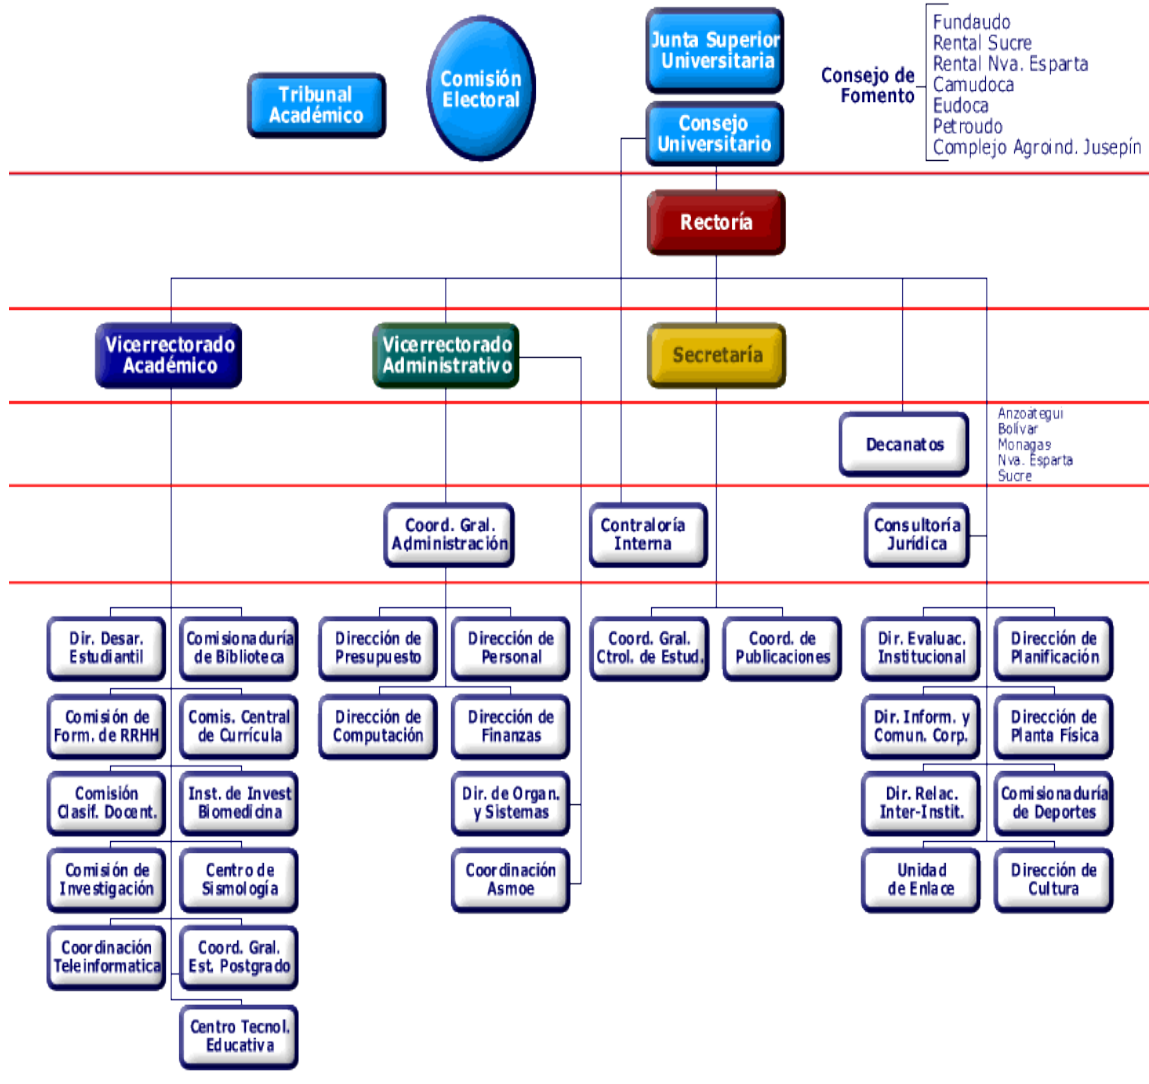 Junta Superior
Universitaria
Tribunal
Académico
Comisión
Electoral
Consejo
Universitario
Consejo de
Fomento
Fundaudo
Rental Sucre
Rental Nva. Esparta
Camudoca
Eudoca
Petroudo
Complejo Agroind. Jusepín
Rectoría
Vicerrectorado
Académico
Vicerrectorado
Administrativo
Secretaría
Decanatos
Anzoátegui
Bolívar
Monagas
Nva. Esparta
Sucre
Coord. Gral.
Administración
Contraloría
Interna
Consultoría
Jurídica
Dir. Desar.
Estudiantil
Comisionaduría
de Biblioteca
Dirección de
Presupuesto
Dirección de
Personal
Coord. Gral.
Ctrol. de Estud.
Coord. de
Publicaciones
Dir. Evaluac.
Institucional
Dirección de
Planificación
Comisión de
Form. de RRHH
Comis. Central
de Currícula
Dirección de
Computación
Dirección de
Finanzas
Dir. Inform. y
Comun. Corp.
Dirección de
Planta Física
Comisión
Clasif. Docent.
Inst. de Invest
Biomedicina
Dir. de Organ.
y Sistemas
Dir. Relac.
Inter-Instit.
Comisionaduría
de Deportes
Comisión de
Investigación
Centro de
Sismología
Coordinación
Asmoe
Unidad
de Enlace
Dirección de
Cultura
Coordinación
Teleinformatica
Coord. Gral.
Est. Postgrado
Centro Tecnol.
Educativa